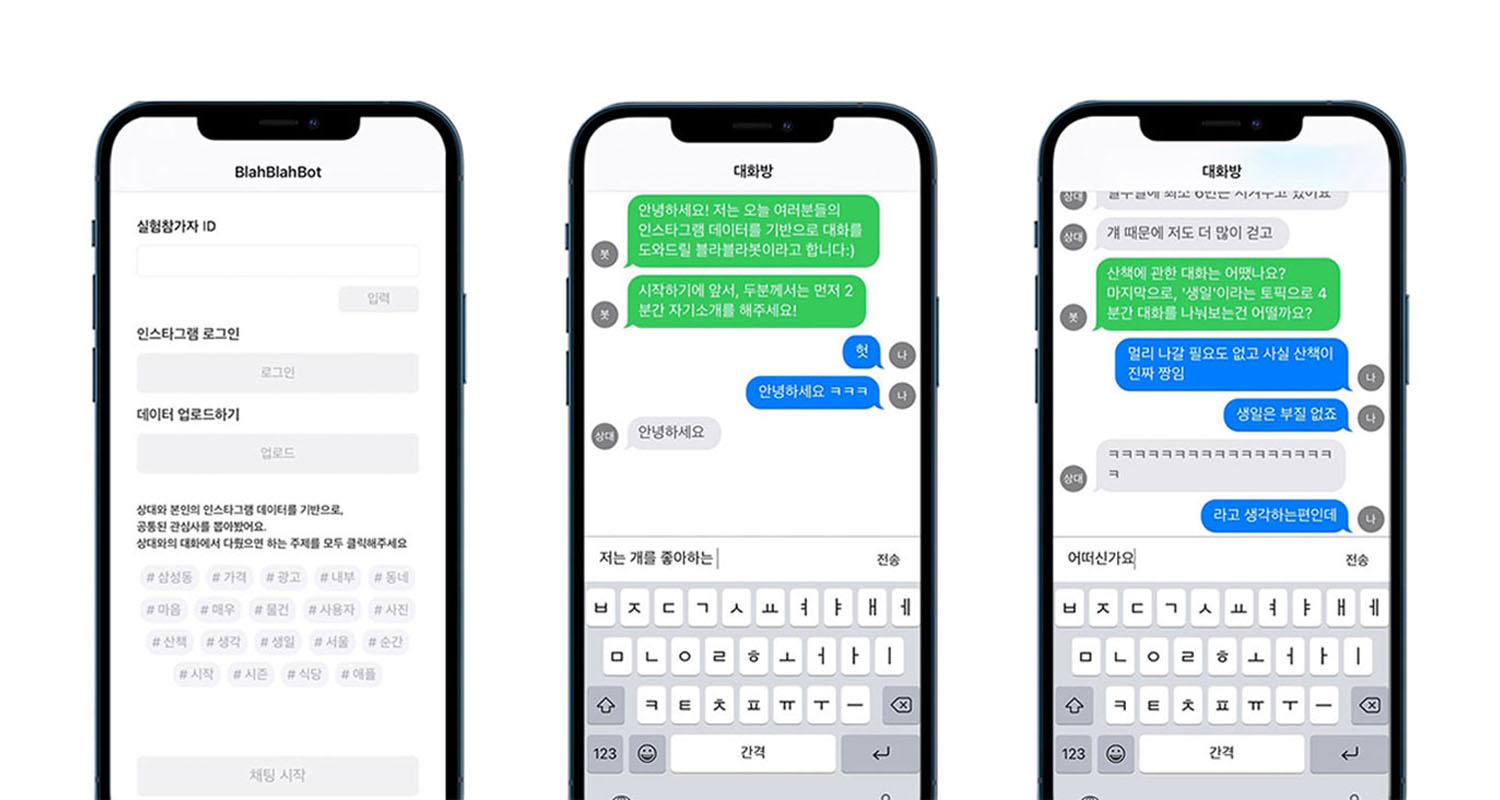 BlahBlahBot
실험참가자 ID
입력
인스타그램 로그인
로그인
데이터 업로드하기
업로드
상대와 본인의 인스타그램 데이터를 기반으로,
공통된 관심사를 뽑아봤어요.
상대와의 대화에서 다뤘으면 하는 주제를 모두 클릭해주세요
# 삼성동 # 가격 # 광고 # 내부 # 동네
# 마음 # 매우 # 물건 # 사용자 # 사진
# 산책 # 생각 # 생일 # 서울 # 순간
# 시작 # 시즌 # 식당 # 애플
채팅 시작
대화방
안녕하세요! 저는 오늘 여러분들의
인스타그램 데이터를 기반으로 대화를
도와드릴 블라블라봇이라고 합니다:)
봇
시작하기에 앞서, 두분께서는 먼저 2
분간 자기소개를 해주세요!
봇
헛
나
안녕하세요 ㅋㅋㅋ
나
상대
안녕하세요
저는 개를 좋아하는
전송
ㅂ ㅈ ㄷ ㄱ ㅅ ㅛ ㅕ ㅑ ㅐ ㅔ
ㅁ ㄴ ㅇ ㄹ ㅎ ㅗ ㅓ ㅏ ㅣ
ㅋ ㅌ ㅊ ㅍ ㅠ ㅜ ㅡ
123 간격
대화방
상대
상대
걔 때문에 저도 더 많이 걷고
산책에 관한 대화는 어땠나요?
마지막으로, '생일'이라는 토픽으로 4
분간 대화를 나눠보는건 어떨까요?
봇
멀리 나갈 필요도 없고 사실 산책이
진짜 짱임
나
생일은 부질 없죠
나
ㅋㅋㅋㅋㅋㅋㅋㅋㅋㅋㅋㅋㅋㅋㅋㅋㅋ
ㅋ
상대
라고 생각하는편인데
나
어떠신가요
전송
ㅂ ㅈ ㄷ ㄱ ㅅ ㅛ ㅕ ㅑ ㅐ ㅔ
ㅁ ㄴ ㅇ ㄹ ㅎ ㅗ ㅓ ㅏ ㅣ
ㅋ ㅌ ㅊ ㅍ ㅠ ㅜ ㅡ
123 간격